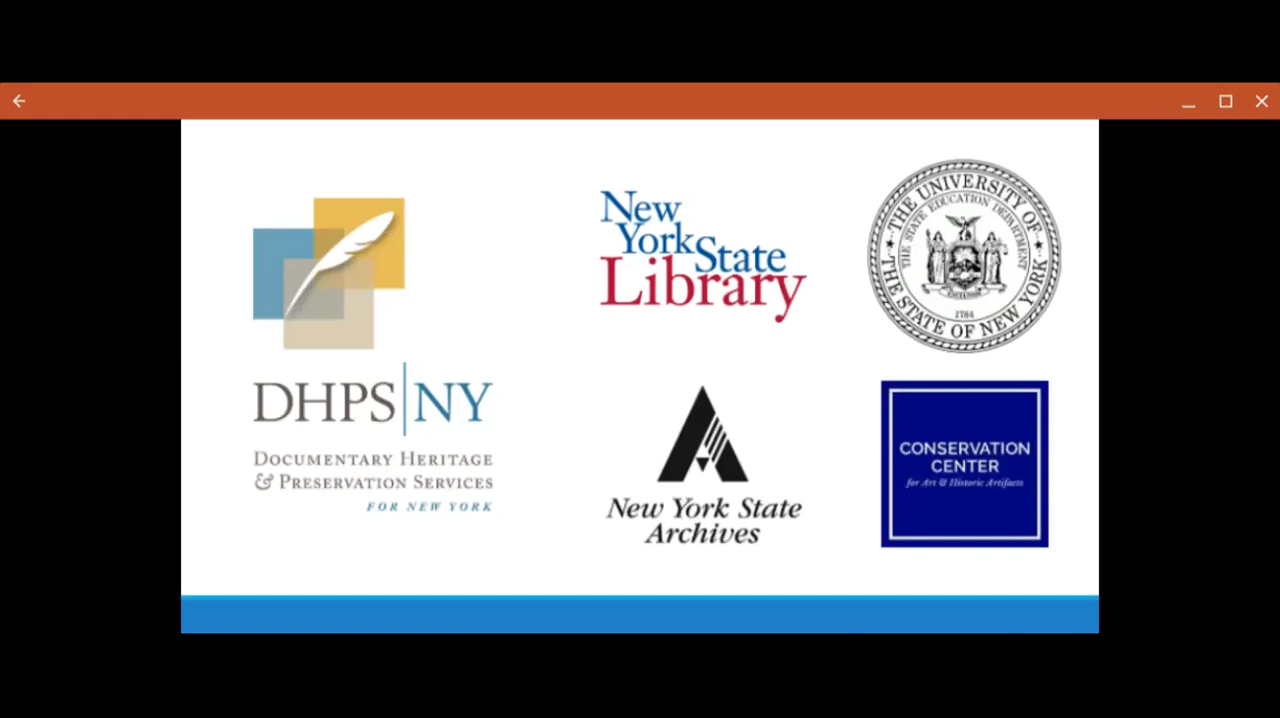 DHPS|NY
DOCUMENTARY HERITAGE
& PRESERVATION SERVICES
FOR NEW YORK
New
York State
Library
New York State
Archives
THE UNIVERSITY OF
THE STATE OF NEW YORK
THE STATE EDUCATION DEPARTMENT
EXCELSIOR
1784
CONSERVATION
CENTER
for Art & Historic Artifacts